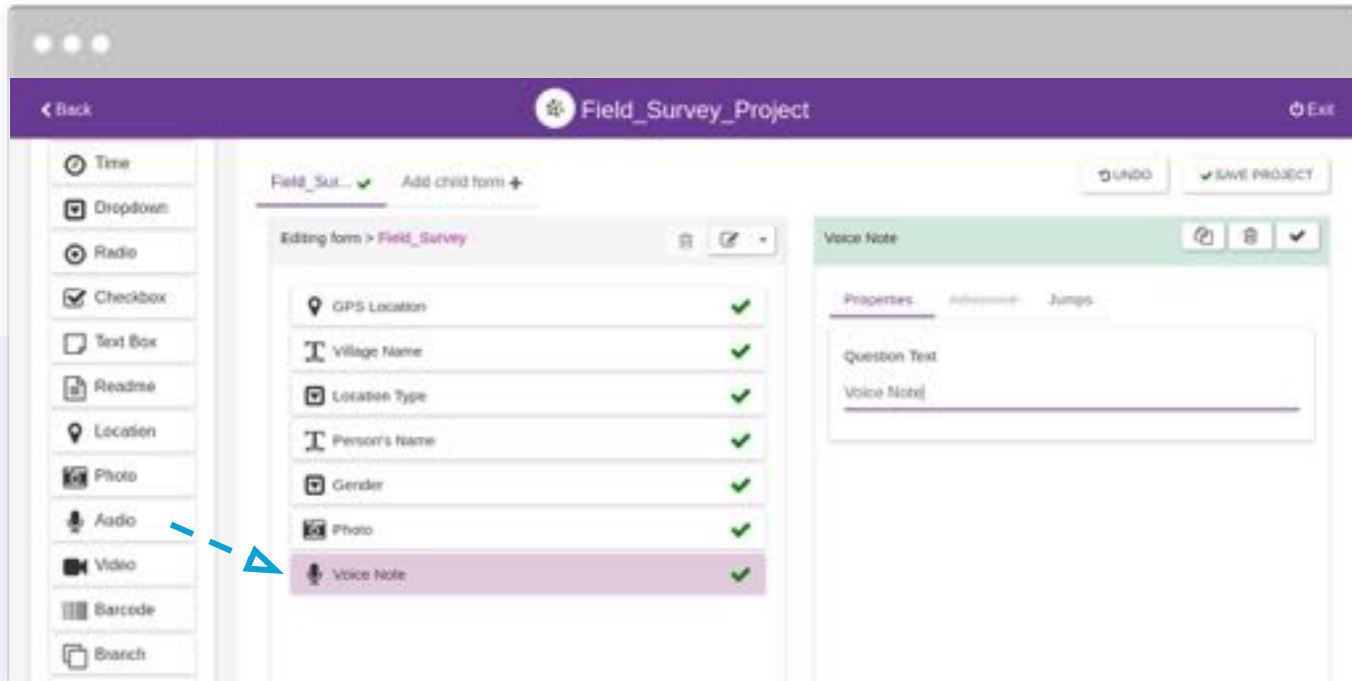 Back
Field_Survey_Project
Exit
Time
Dropdown
Radio
Checkbox
Text Box
Readme
Location
Photo
Audio
Video
Barcode
Branch
Field_Sur...
Add child form
UNDO
SAVE PROJECT
Editing form > Field_Survey
GPS Location
Village Name
Location Type
Person's Name
Gender
Photo
Voice Note
Voice Note
Properties
Advanced
Jumps
Question Text
Voice Note